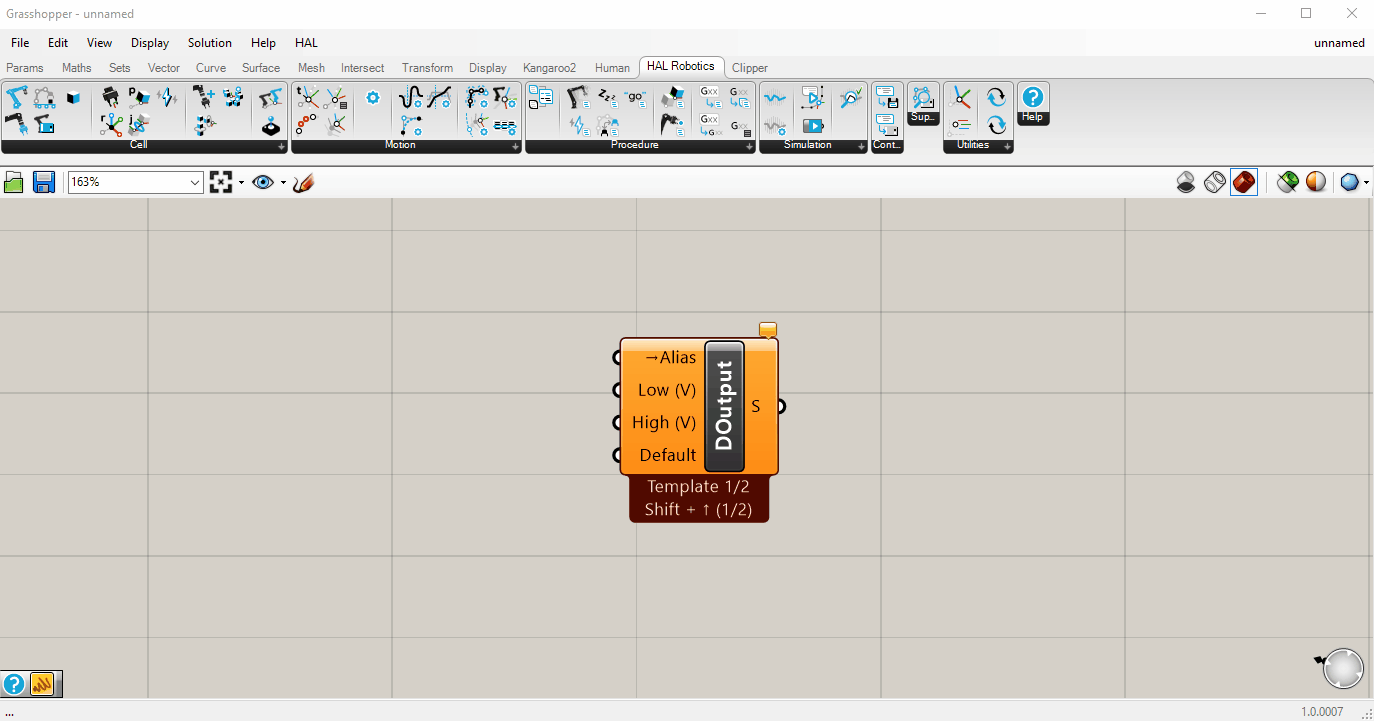 Grasshopper - unnamed
File Edit View Display Solution Help HAL unnamed
Params Maths Sets Vector Curve Surface Mesh Intersect Transform Display Kangaroo2 Human HAL Robotics Clipper
Cell Motion Procedure Simulation Cont... Sup... Utilities Help
163%
→Alias
Low (V)
High (V)
Default
DOutput
S
Template 1/2
Shift + ↑ (1/2)
...
1.0.0007